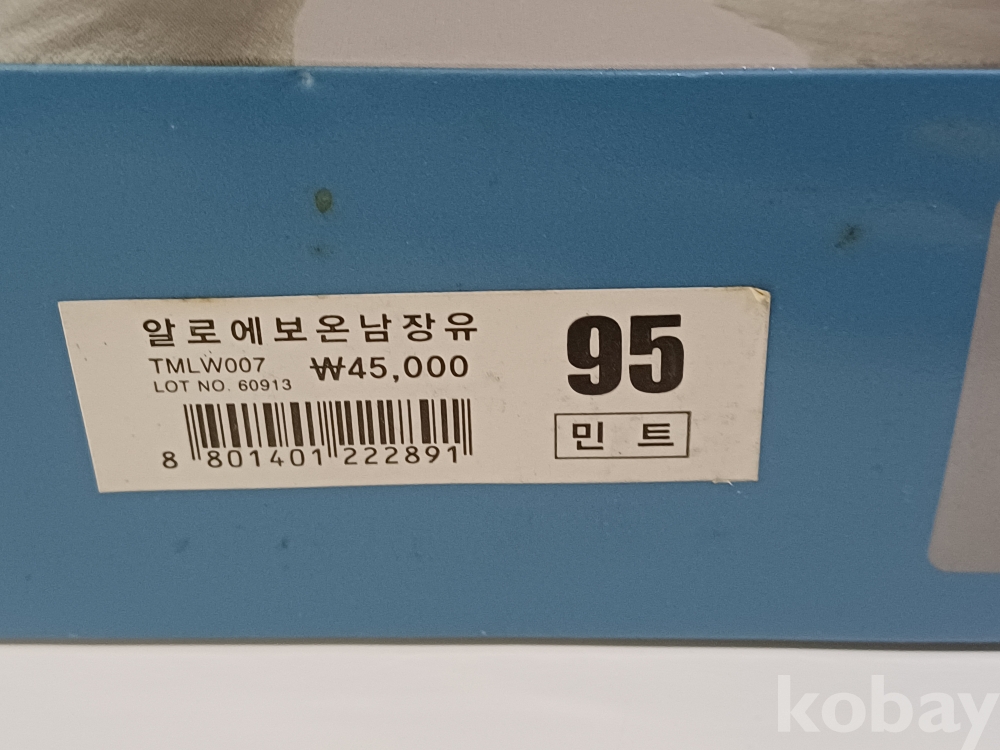 알로에보온남장유
TMLW007 ₩45,000
LOT NO. 60913
8 801401 222891
95
민 트
kobay